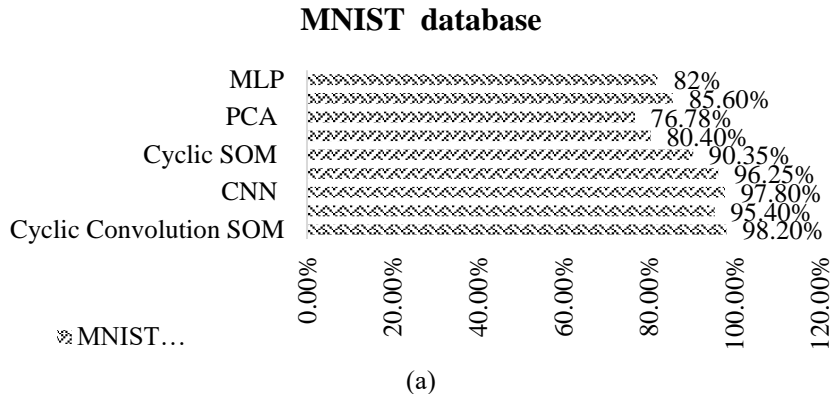 MNIST database
MLP 82%
85.60%
PCA 76.78%
80.40%
Cyclic SOM 90.35%
96.25%
CNN 97.80%
95.40%
Cyclic Convolution SOM 98.20%
0.00% 20.00% 40.00% 60.00% 80.00% 100.00% 120.00%
MNIST…
(a)